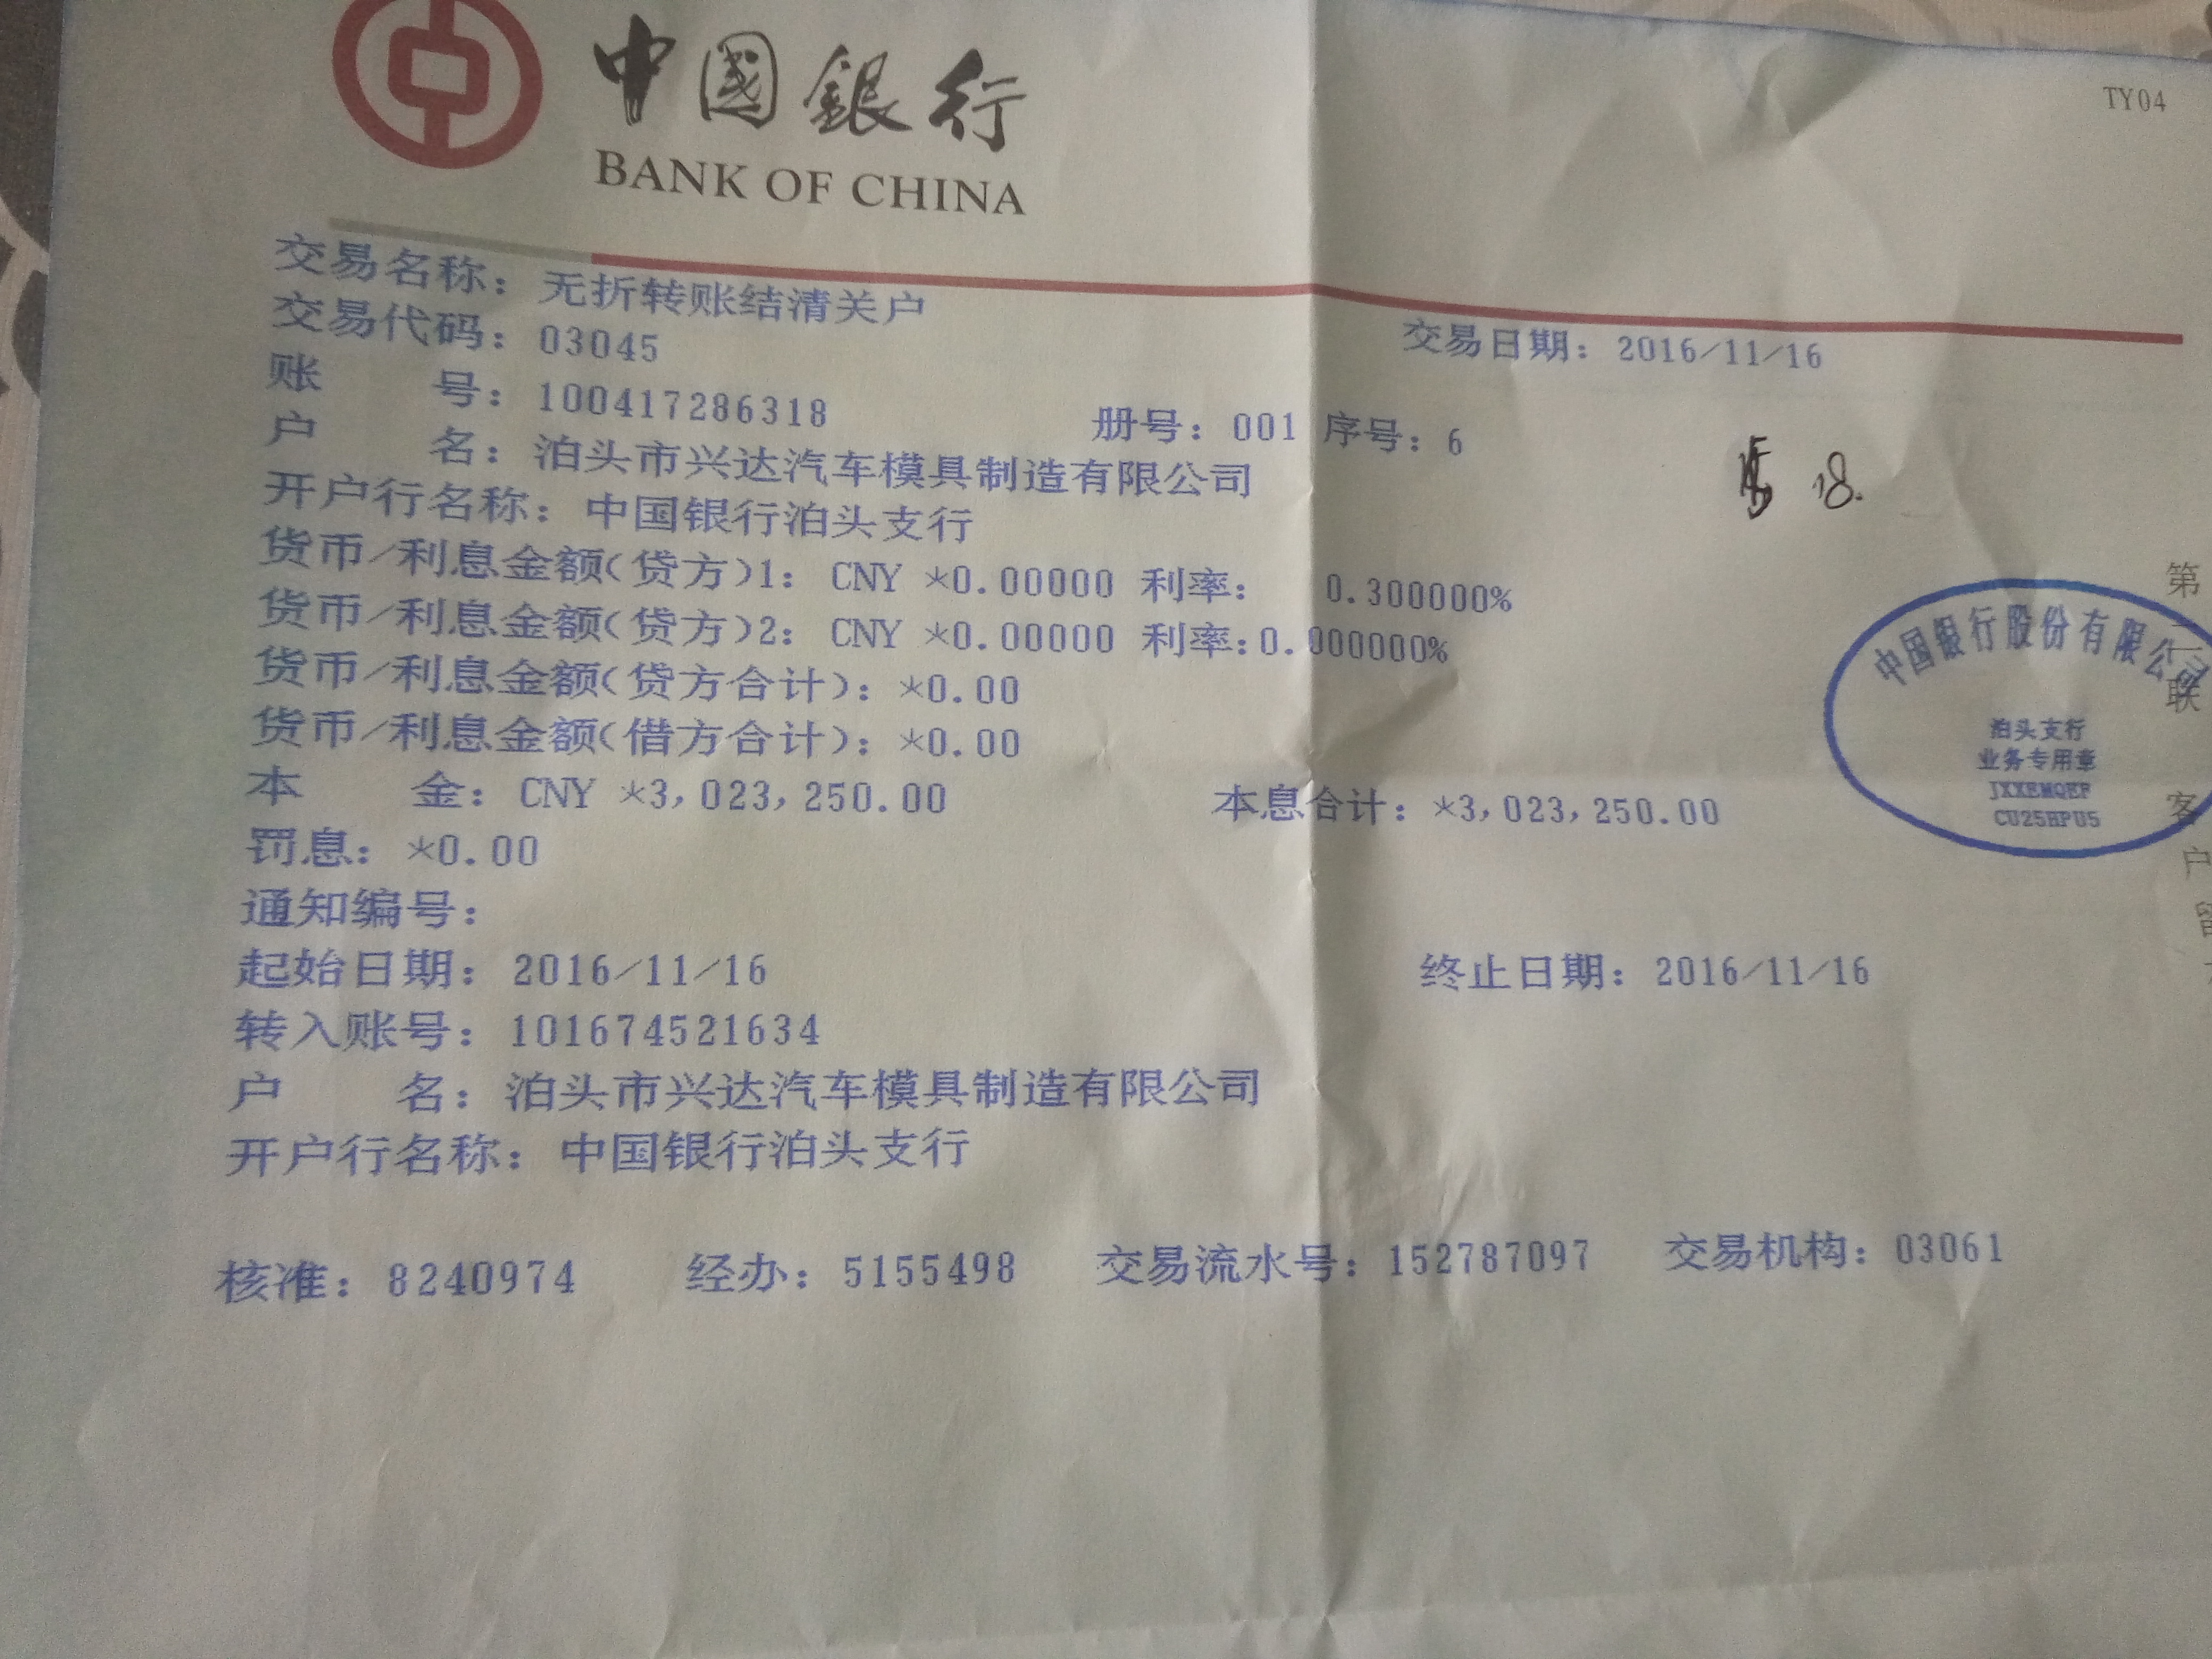 中國銀行
BANK OF CHINA
TY04
交易名称：无折转账结清关户
交易代码：03045 交易日期：2016/11/16
账 号：100417286318 册号：001 序号：6
户 名：泊头市兴达汽车模具制造有限公司
18.
开户行名称：中国银行泊头支行
货币/利息金额(贷方)1： CNY *0.00000 利率： 0.300000%
货币/利息金额(贷方)2： CNY *0.00000 利率：0.000000%
货币/利息金额(贷方合计)：*0.00
货币/利息金额(借方合计)：*0.00
本 金：CNY *3,023,250.00 本息合计：*3,023,250.00
罚息：*0.00
通知编号：
起始日期：2016/11/16 终止日期：2016/11/16
转入账号：101674521634
户 名：泊头市兴达汽车模具制造有限公司
开户行名称：中国银行泊头支行
核准：8240974 经办：5155498 交易流水号：152787097 交易机构：03061
中国银行股份有限公司
泊头支行
业务专用章
JXXEMQEF
CU25HPU5
第二联 客户留